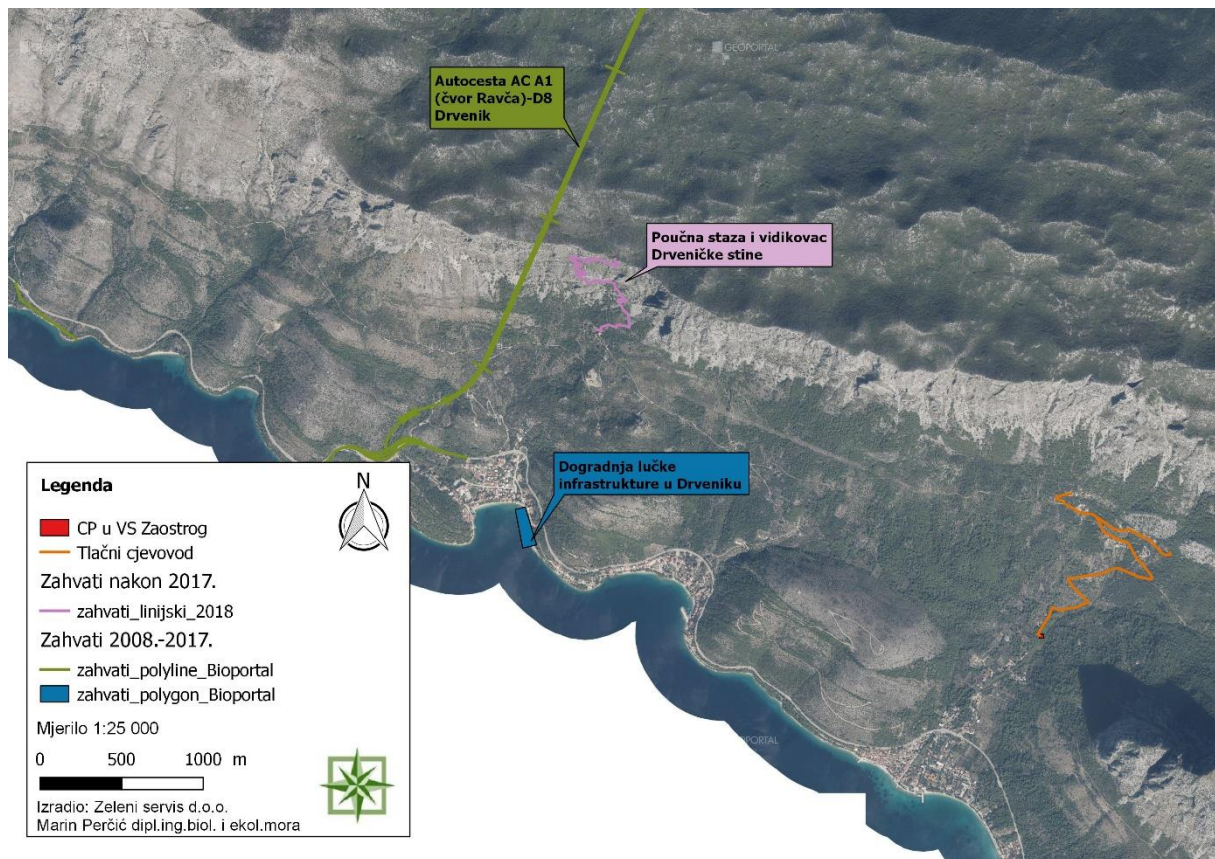 GEOPORTAL
GEOPORTAL
Autocesta AC A1
(čvor Ravča)-D8
Drvenik
Poučna staza i vidikovac
Drveničke stine
Dogradnja lučke
infrastrukture u Drveniku
Legenda
N
CP u VS Zaostrog
Tlačni cjevovod
Zahvati nakon 2017.
zahvati_linijski_2018
Zahvati 2008.-2017.
zahvati_polyline_Bioportal
zahvati_polygon_Bioportal
Mjerilo 1:25 000
0 500 1000 m
Izradio: Zeleni servis d.o.o.
Marin Perčić dipl.ing.biol. i ekol.mora
GEOPORTAL